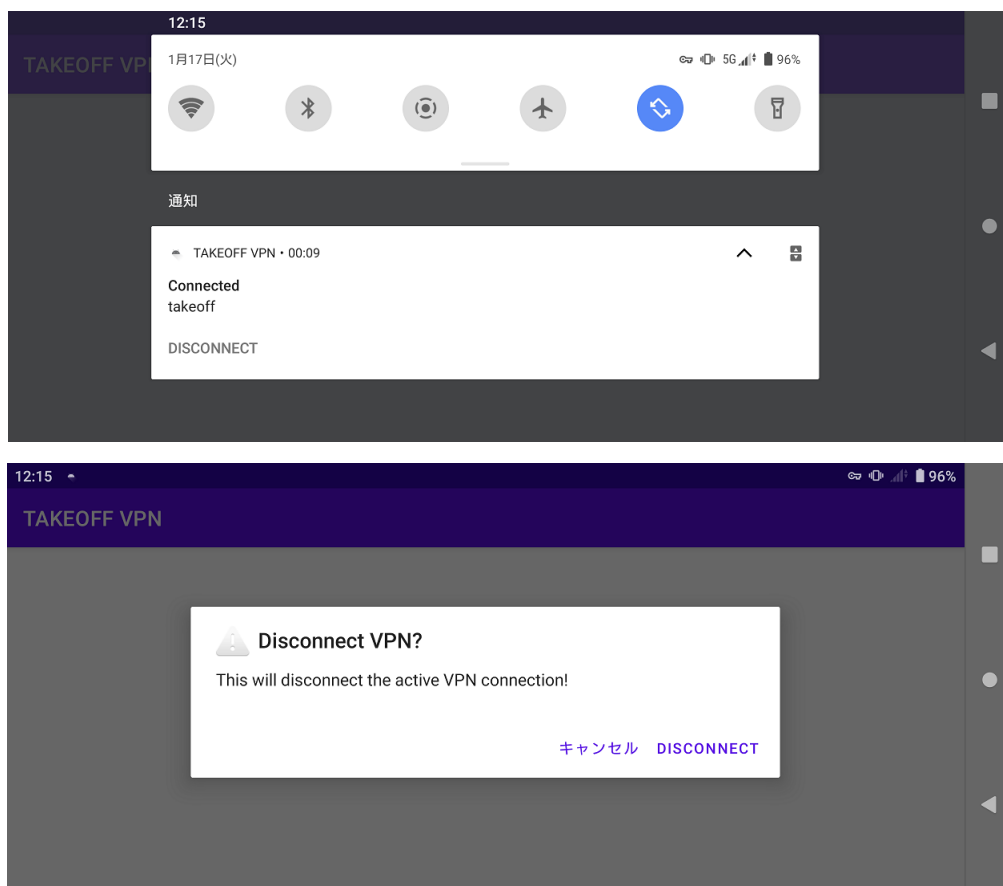 12:15
TAKEOFF VP
1月17日(火)
5G
96%
通知
TAKEOFF VPN • 00:09
Connected
takeoff
DISCONNECT
12:15
96%
TAKEOFF VPN
Disconnect VPN?
This will disconnect the active VPN connection!
キャンセル DISCONNECT